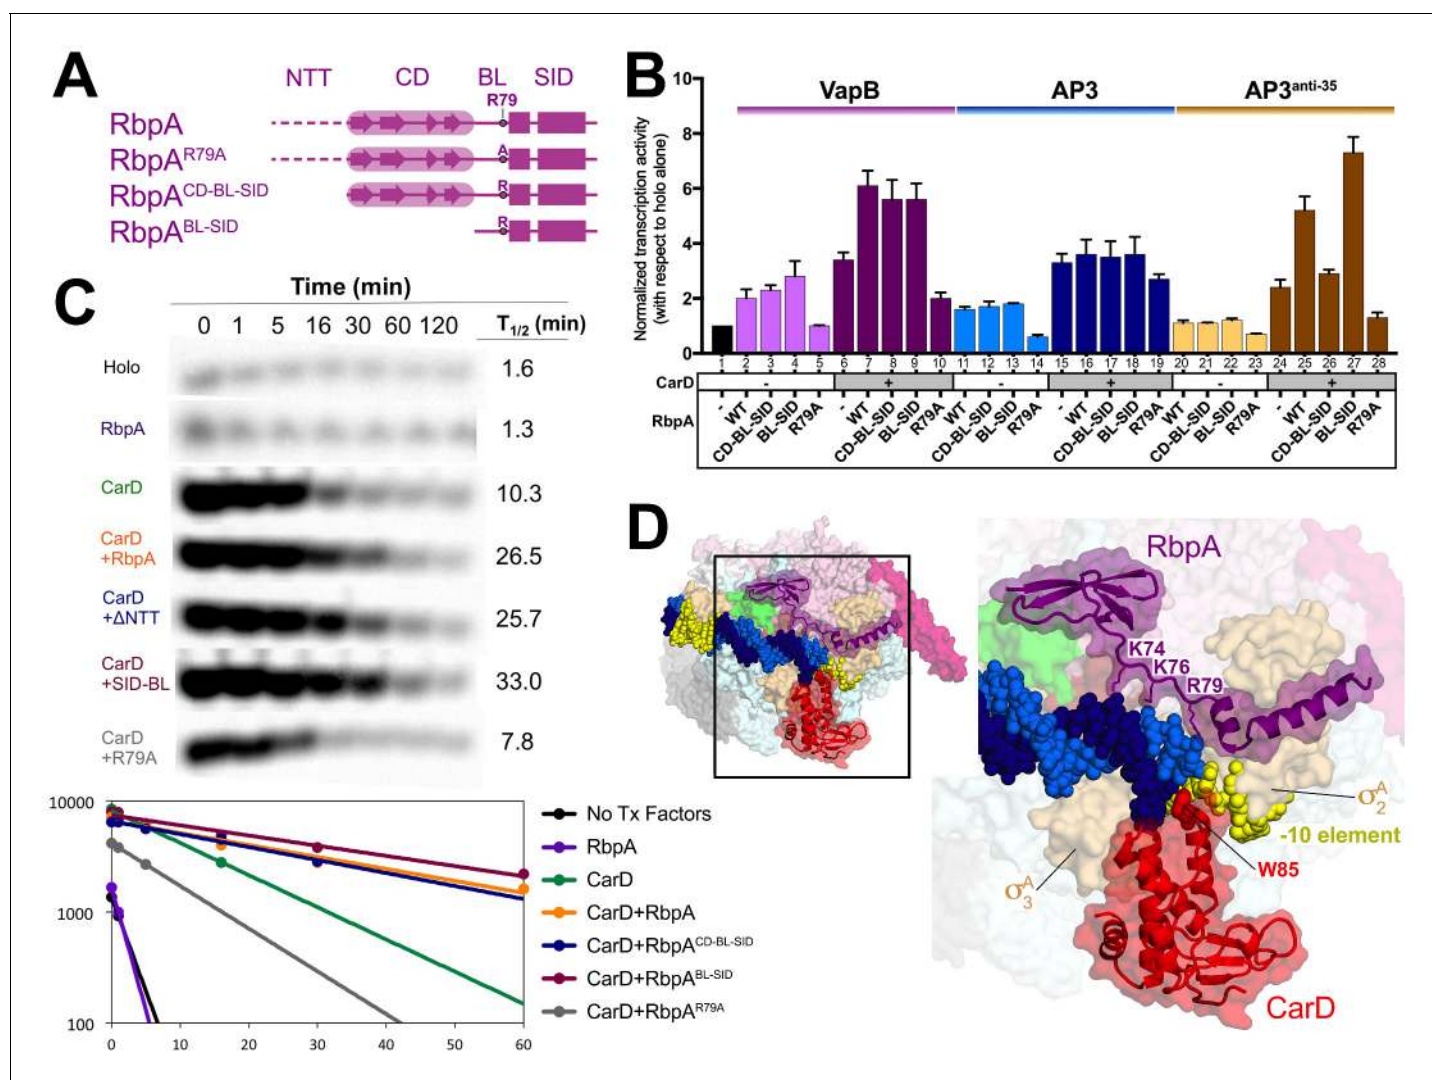 A
NTT CD BL SID
R79
RbpA
RbpA^R79A
A
RbpA^CD-BL-SID
R
RbpA^BL-SID
R
B
Normalized transcription activity
(with respect to holo alone)
10
8
6
4
2
0
VapB AP3 AP3^anti-35
1 2 3 4 5 6 7 8 9 10 11 12 13 14 15 16 17 18 19 20 21 22 23 24 25 26 27 28
CarD - + - + - +
RbpA - WT CD-BL-SID BL-SID R79A - WT CD-BL-SID BL-SID R79A WT CD-BL-SID BL-SID R79A - WT CD-BL-SID BL-SID R79A WT CD-BL-SID BL-SID R79A - WT CD-BL-SID BL-SID R79A
C
Time (min)
0 1 5 16 30 60 120 T1/2 (min)
Holo 1.6
RbpA 1.3
CarD 10.3
CarD
+RbpA 26.5
CarD
+ΔNTT 25.7
CarD
+SID-BL 33.0
CarD
+R79A 7.8
10000
1000
100
0 10 20 30 40 50 60
No Tx Factors
RbpA
CarD
CarD+RbpA
CarD+RbpA^CD-BL-SID
CarD+RbpA^BL-SID
CarD+RbpA^R79A
D
RbpA
K74
K76
R79
σ^A_2
-10 element
W85
σ^A_3
CarD